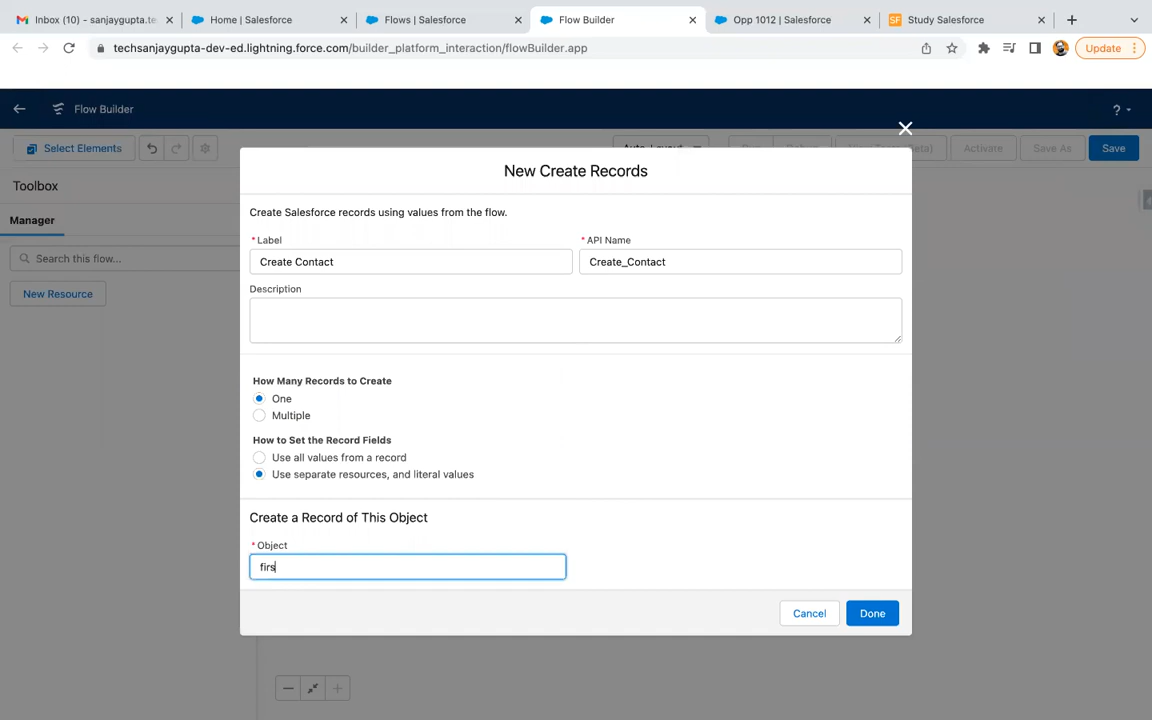 Inbox (10) – sanjaygupta.te
Home | Salesforce
Flows | Salesforce
Flow Builder
Opp 1012 | Salesforce
SF Study Salesforce
techsanjaygupta-dev-ed.lightning.force.com/builder_platform_interaction/flowBuilder.app
Update
Flow Builder
?
Select Elements
Save As
Activate
Save
Toolbox
Manager
Search this flow...
New Resource
New Create Records
Create Salesforce records using values from the flow.
* Label
* API Name
Create Contact
Create_Contact
Description
How Many Records to Create
One
Multiple
How to Set the Record Fields
Use all values from a record
Use separate resources, and literal values
Create a Record of This Object
* Object
firs
Cancel
Done